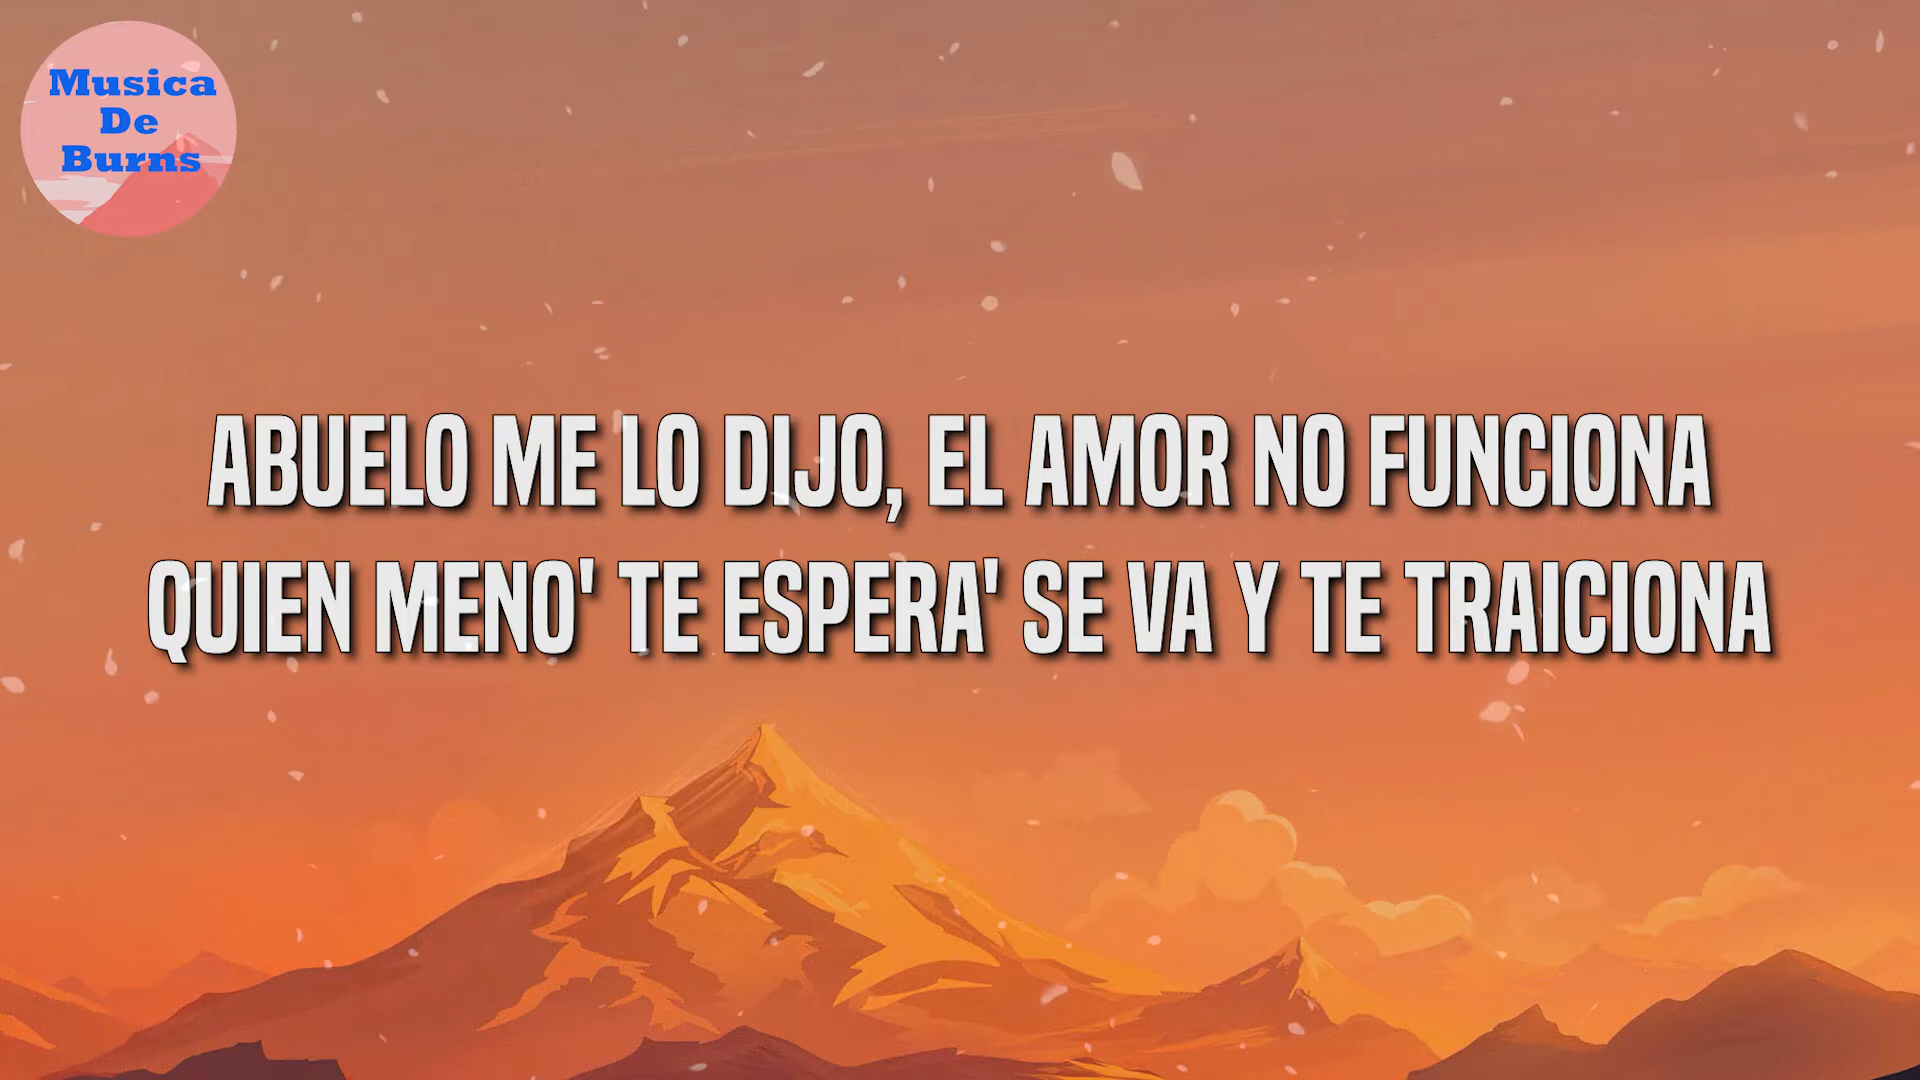 Musica
De
Burns
ABUELO ME LO DIJO, EL AMOR NO FUNCIONA
QUIEN MENO' TE ESPERA' SE VA Y TE TRAICIONA